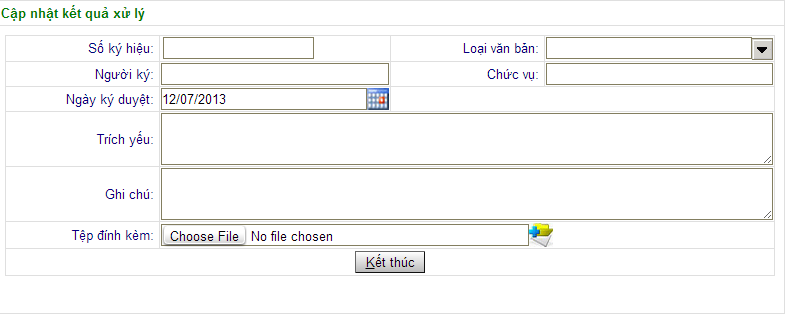 Cập nhật kết quả xử lý
Số ký hiệu: Loại văn bản:
Người ký: Chức vụ:
Ngày ký duyệt: 12/07/2013
Trích yếu:
Ghi chú:
Tệp đính kèm: Choose File No file chosen
Kết thúc